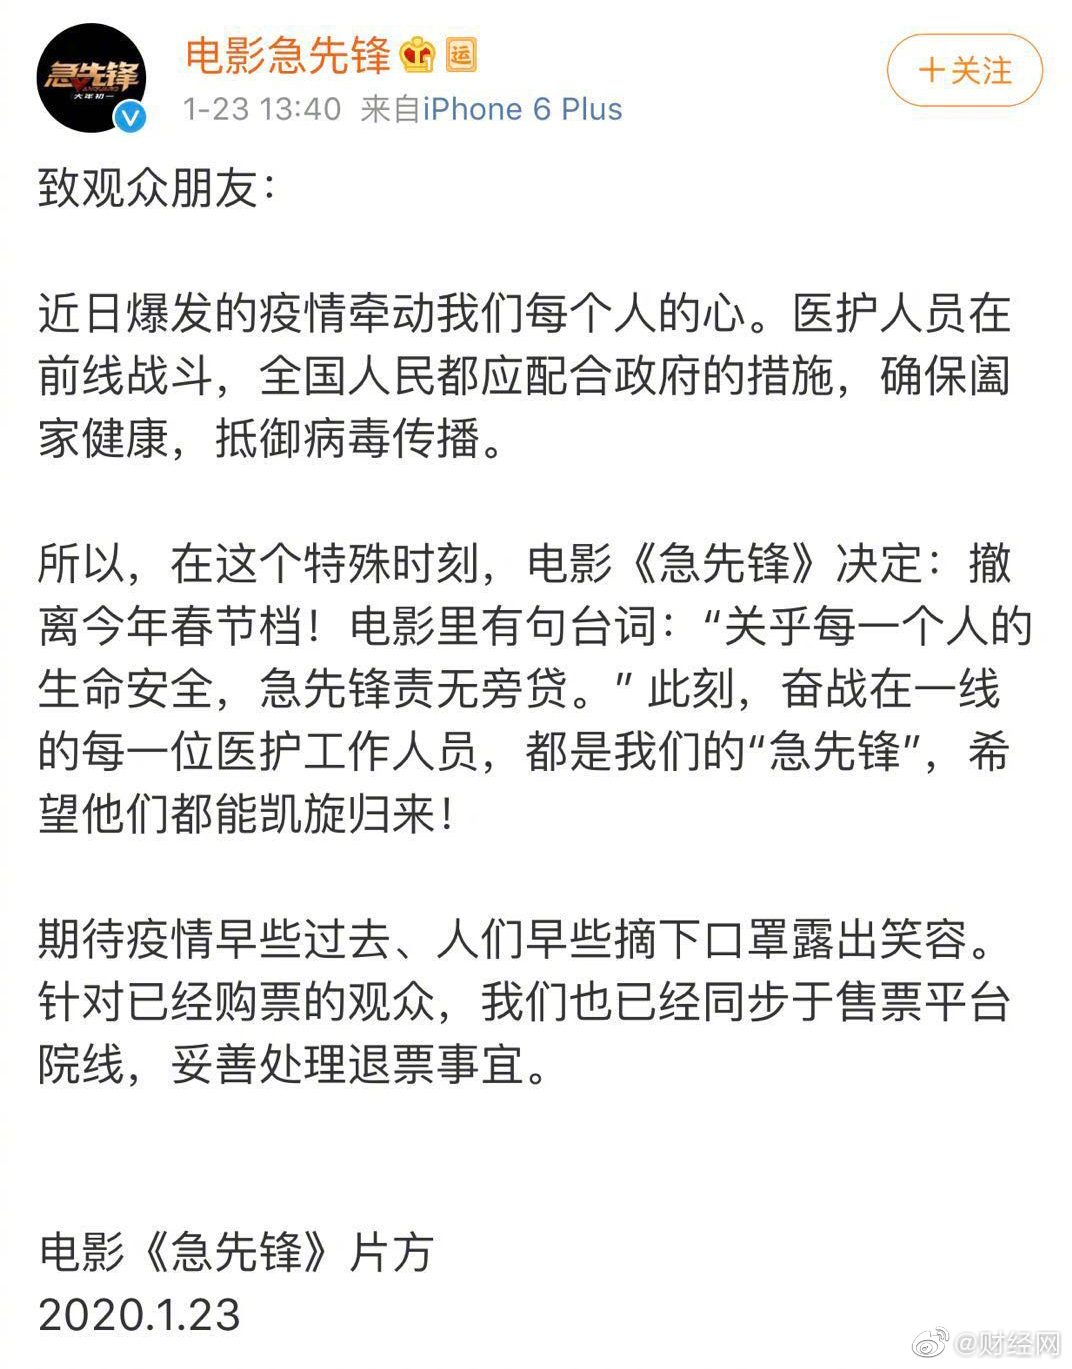 急先锋
大年初一
电影急先锋 运
1-23 13:40 来自iPhone 6 Plus
+关注
致观众朋友：
近日爆发的疫情牵动我们每个人的心。医护人员在
前线战斗，全国人民都应配合政府的措施，确保阖
家健康，抵御病毒传播。
所以，在这个特殊时刻，电影《急先锋》决定：撤
离今年春节档！电影里有句台词：“关乎每一个人的
生命安全，急先锋责无旁贷。”此刻，奋战在一线
的每一位医护工作人员，都是我们的“急先锋”，希
望他们都能凯旋归来！
期待疫情早些过去、人们早些摘下口罩露出笑容。
针对已经购票的观众，我们也已经同步于售票平台
院线，妥善处理退票事宜。
电影《急先锋》片方
2020.1.23
@财经网